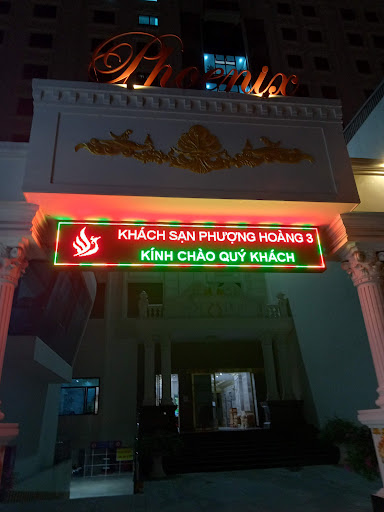 Phoenix
KHÁCH SẠN PHƯỢNG HOÀNG 3
KÍNH CHÀO QUÝ KHÁCH